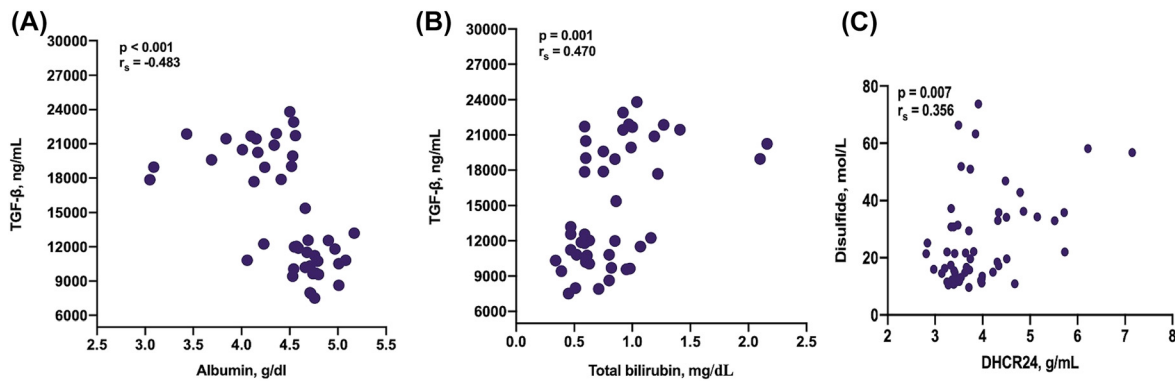 (A)
p < 0.001
rs = -0.483
TGF-β, ng/mL
30000
27000
24000
21000
18000
15000
12000
9000
6000
2.5 3.0 3.5 4.0 4.5 5.0 5.5
Albumin, g/dl
(B)
p = 0.001
rs = 0.470
TGF-β, ng/mL
30000
27000
24000
21000
18000
15000
12000
9000
6000
0.0 0.5 1.0 1.5 2.0 2.5
Total bilirubin, mg/dL
(C)
p = 0.007
rs = 0.356
Disulfide, mol/L
80
60
40
20
0
2 3 4 5 6 7 8
DHCR24, g/mL